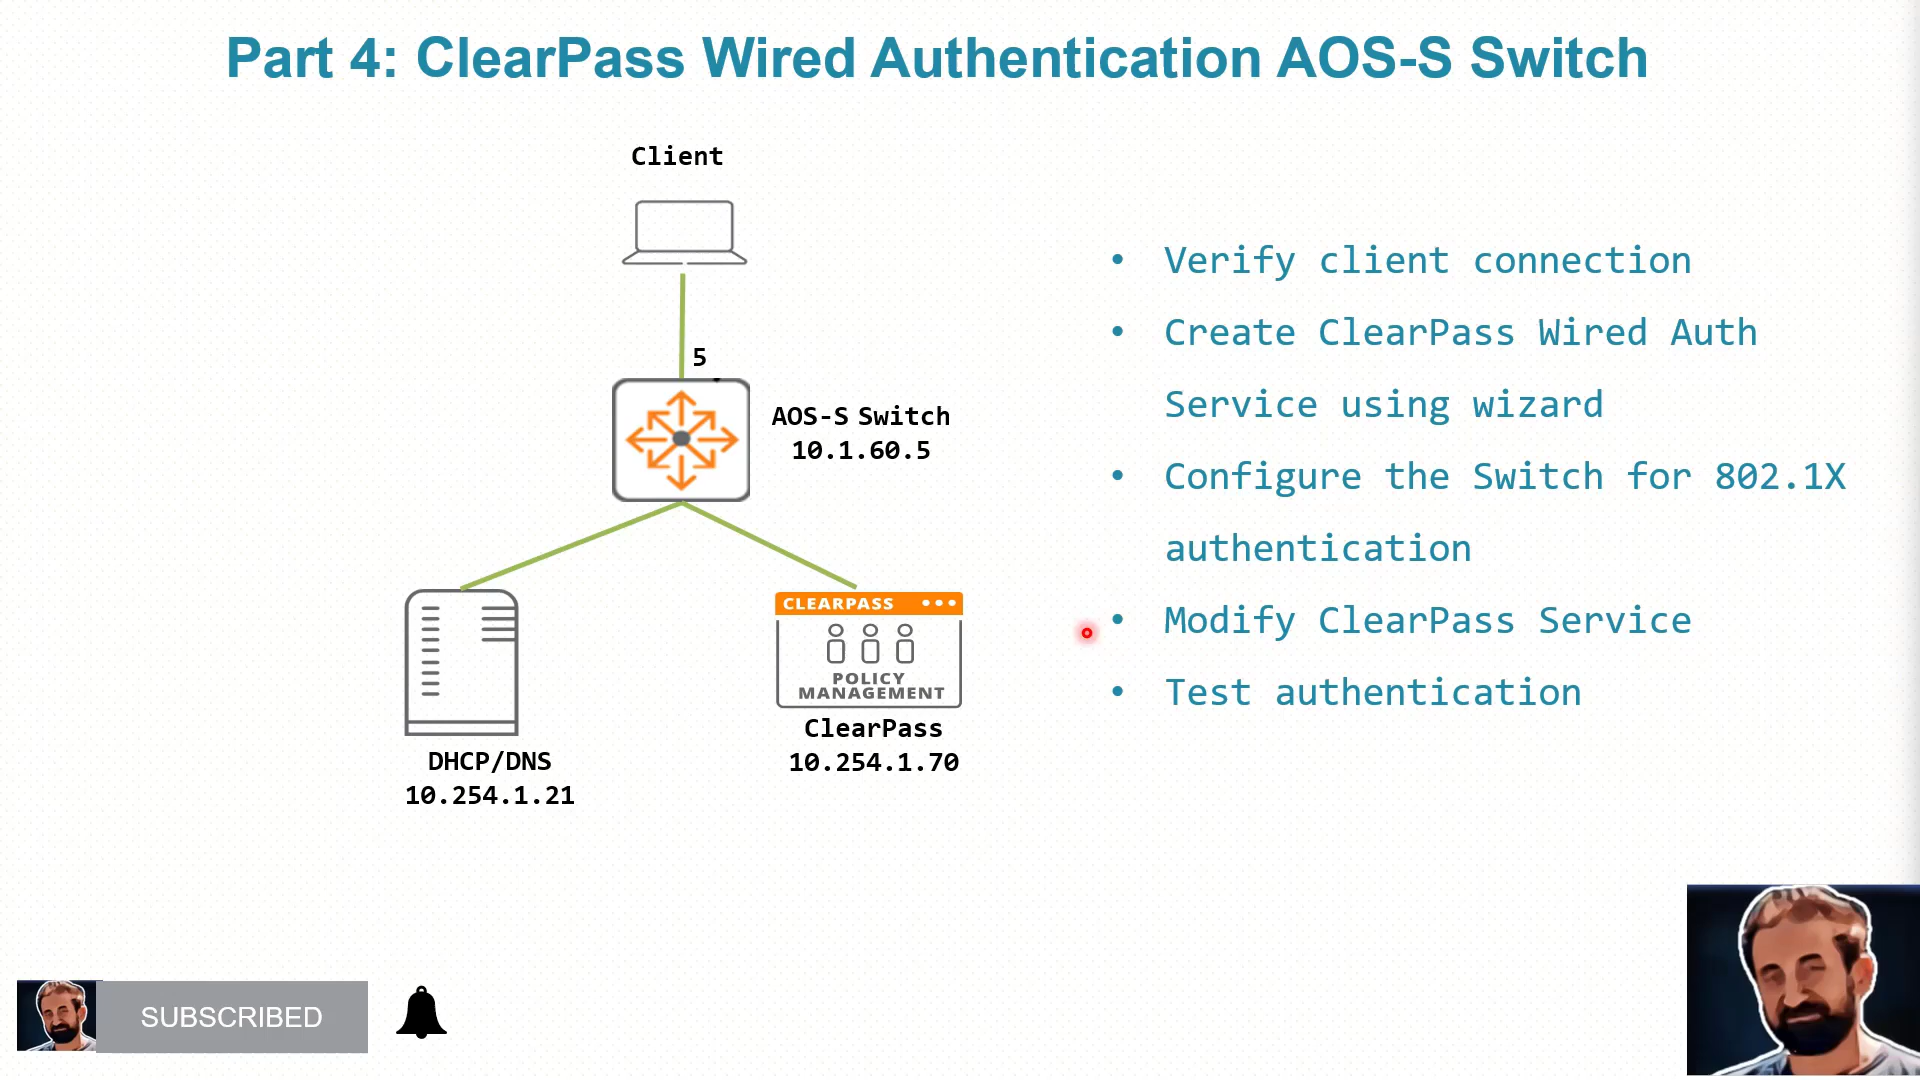 Part 4: ClearPass Wired Authentication AOS-S Switch
Client
5
AOS-S Switch
10.1.60.5
CLEARPASS
POLICY
MANAGEMENT
ClearPass
10.254.1.70
DHCP/DNS
10.254.1.21
• Verify client connection
• Create ClearPass Wired Auth
Service using wizard
• Configure the Switch for 802.1X
authentication
• Modify ClearPass Service
• Test authentication
SUBSCRIBED